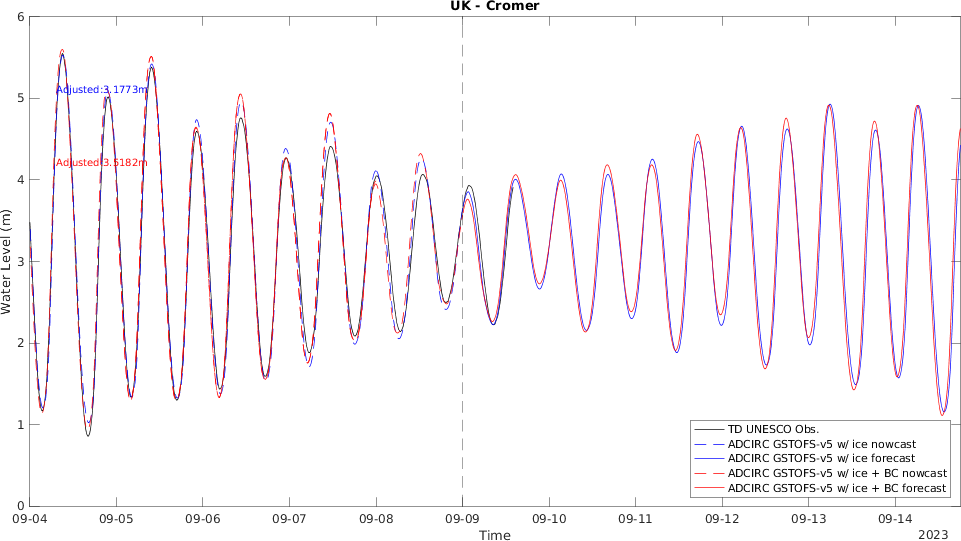 UK - Cromer
6
5
4
3
2
1
0
Water Level (m)
Adjusted:3.1773m
Adjusted:3.5182m
TD UNESCO Obs.
ADCIRC GSTOFS-v5 w/ ice nowcast
ADCIRC GSTOFS-v5 w/ ice forecast
ADCIRC GSTOFS-v5 w/ ice + BC nowcast
ADCIRC GSTOFS-v5 w/ ice + BC forecast
09-04 09-05 09-06 09-07 09-08 09-09 09-10 09-11 09-12 09-13 09-14
Time
2023